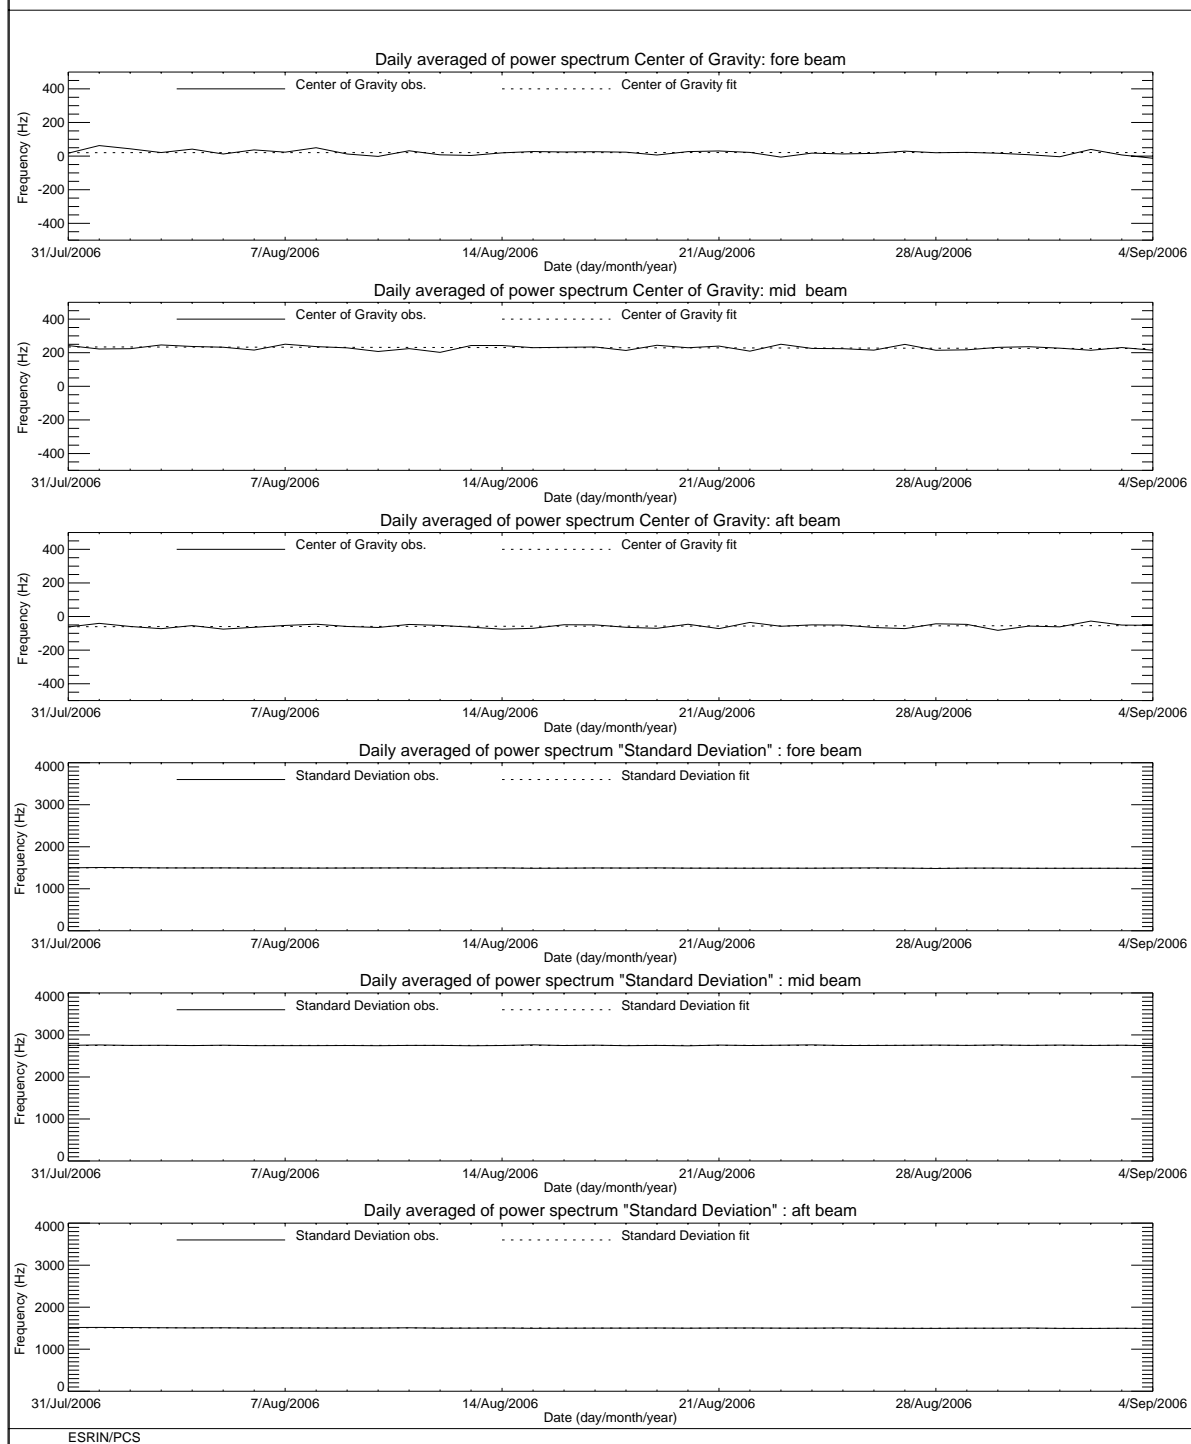 Daily averaged of power spectrum Center of Gravity: fore beam
Center of Gravity obs.
Center of Gravity fit
Frequency (Hz)
400
200
0
-200
-400
31/Jul/2006 7/Aug/2006 14/Aug/2006 21/Aug/2006 28/Aug/2006 4/Sep/2006
Date (day/month/year)
Daily averaged of power spectrum Center of Gravity: mid beam
Center of Gravity obs.
Center of Gravity fit
Frequency (Hz)
400
200
0
-200
-400
31/Jul/2006 7/Aug/2006 14/Aug/2006 21/Aug/2006 28/Aug/2006 4/Sep/2006
Date (day/month/year)
Daily averaged of power spectrum Center of Gravity: aft beam
Center of Gravity obs.
Center of Gravity fit
Frequency (Hz)
400
200
0
-200
-400
31/Jul/2006 7/Aug/2006 14/Aug/2006 21/Aug/2006 28/Aug/2006 4/Sep/2006
Date (day/month/year)
Daily averaged of power spectrum "Standard Deviation" : fore beam
Standard Deviation obs.
Standard Deviation fit
Frequency (Hz)
4000
3000
2000
1000
0
31/Jul/2006 7/Aug/2006 14/Aug/2006 21/Aug/2006 28/Aug/2006 4/Sep/2006
Date (day/month/year)
Daily averaged of power spectrum "Standard Deviation" : mid beam
Standard Deviation obs.
Standard Deviation fit
Frequency (Hz)
4000
3000
2000
1000
0
31/Jul/2006 7/Aug/2006 14/Aug/2006 21/Aug/2006 28/Aug/2006 4/Sep/2006
Date (day/month/year)
Daily averaged of power spectrum "Standard Deviation" : aft beam
Standard Deviation obs.
Standard Deviation fit
Frequency (Hz)
4000
3000
2000
1000
0
31/Jul/2006 7/Aug/2006 14/Aug/2006 21/Aug/2006 28/Aug/2006 4/Sep/2006
Date (day/month/year)
ESRIN/PCS